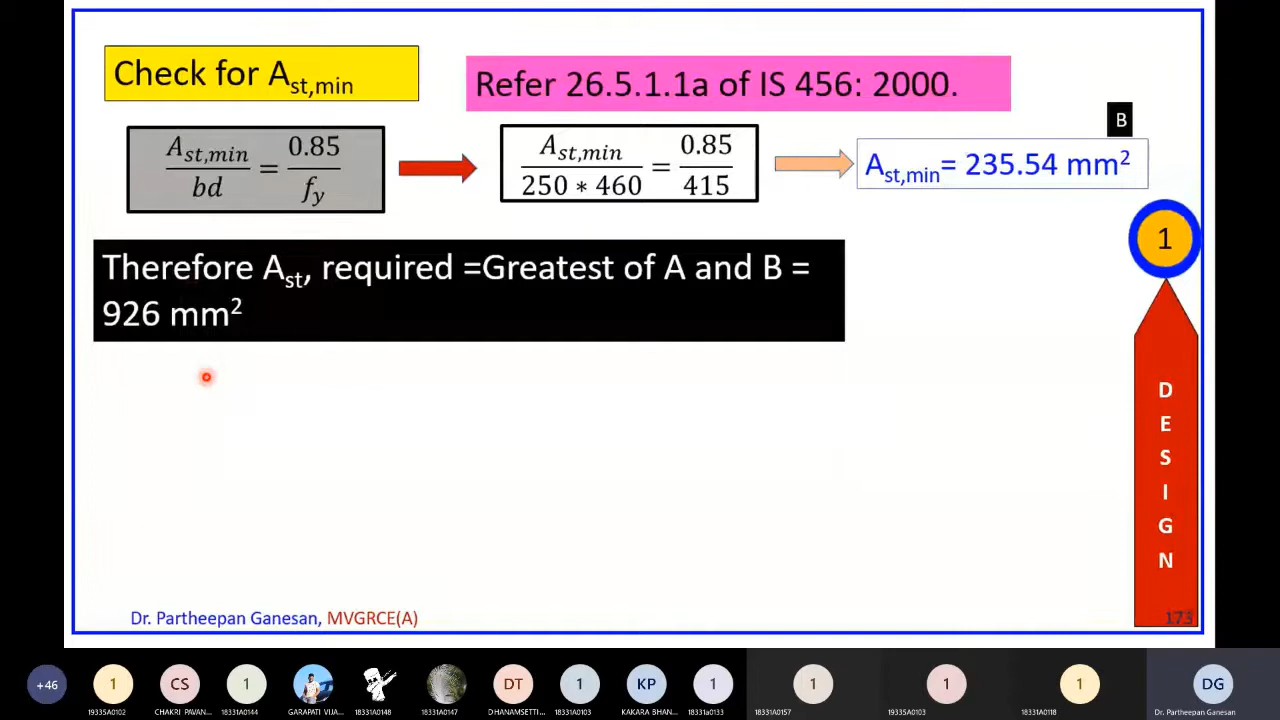 Check for Ast,min
Refer 26.5.1.1a of IS 456: 2000.
B
Ast,min/bd = 0.85/fy
Ast,min/250 ∗ 460 = 0.85/415
Ast,min= 235.54 mm²
1
Therefore Ast, required =Greatest of A and B =
926 mm²
D
E
S
I
G
N
Dr. Partheepan Ganesan, MVGRCE(A)
173
+46
1
CS
1
DT
1
KP
1
1
1
1
DG
19335A0102
CHAKRI PAVAN...
18331A0144
GARAPATI VIJA...
18331A0148
18331A0147
DHANAMSETTI...
18331A0103
KAKARA BHAN...
18331a0133
18331A0157
19335A0103
18331A0118
Dr. Partheepan Ganesan